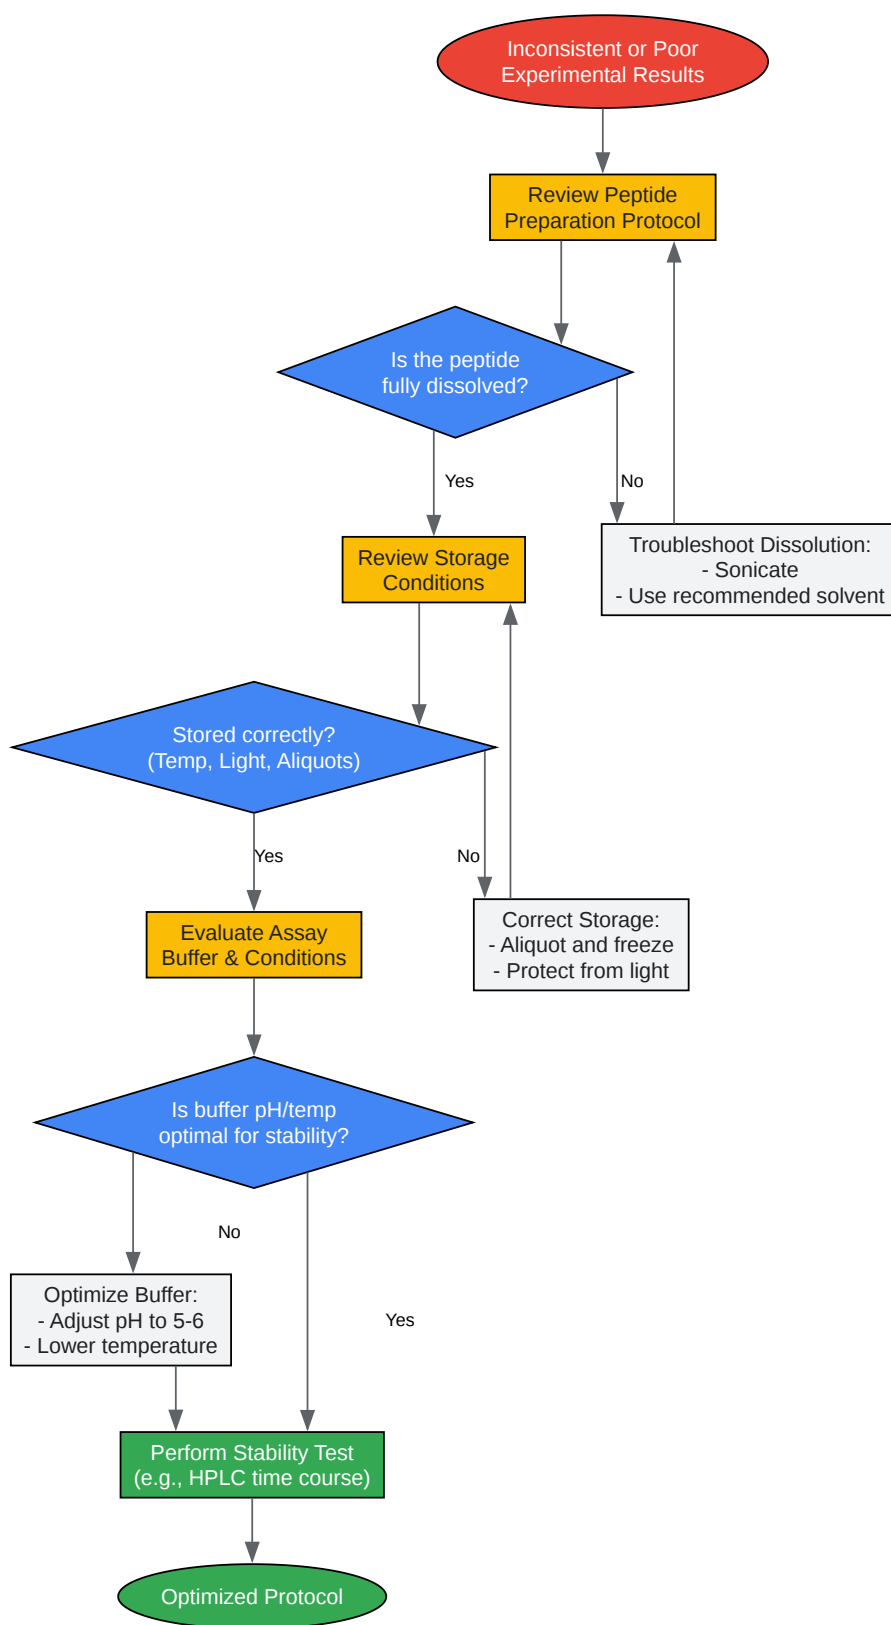 Inconsistent or Poor
Experimental Results
Review Peptide
Preparation Protocol
Is the peptide
fully dissolved?
Yes
No
Review Storage
Conditions
Troubleshoot Dissolution:
- Sonicate
- Use recommended solvent
Stored correctly?
(Temp, Light, Aliquots)
Yes
No
Evaluate Assay
Buffer & Conditions
Correct Storage:
- Aliquot and freeze
- Protect from light
Is buffer pH/temp
optimal for stability?
No
Optimize Buffer:
- Adjust pH to 5-6
- Lower temperature
Yes
Perform Stability Test
(e.g., HPLC time course)
Optimized Protocol